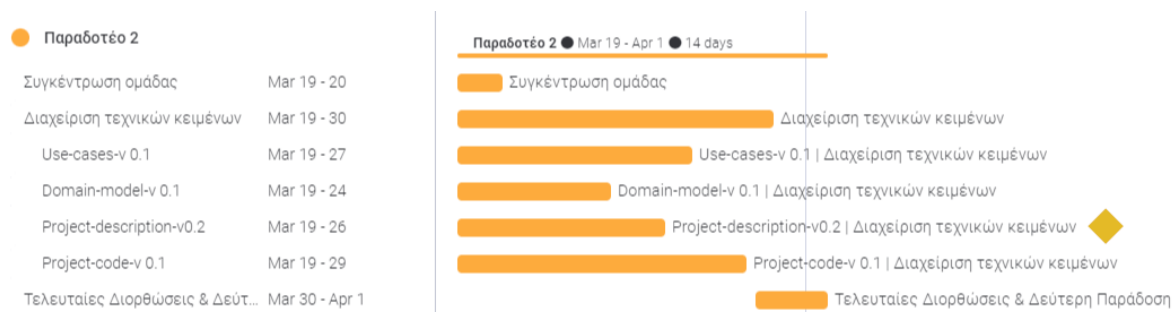 Παραδοτέο 2
Παραδοτέο 2 ● Mar 19 - Apr 1 ● 14 days
Συγκέντρωση ομάδας Mar 19 - 20 Συγκέντρωση ομάδας
Διαχείριση τεχνικών κειμένων Mar 19 - 30 Διαχείριση τεχνικών κειμένων
Use-cases-v 0.1 Mar 19 - 27 Use-cases-v 0.1 | Διαχείριση τεχνικών κειμένων
Domain-model-v 0.1 Mar 19 - 24 Domain-model-v 0.1 | Διαχείριση τεχνικών κειμένων
Project-description-v0.2 Mar 19 - 26 Project-description-v0.2 | Διαχείριση τεχνικών κειμένων
Project-code-v 0.1 Mar 19 - 29 Project-code-v 0.1 | Διαχείριση τεχνικών κειμένων
Τελευταίες Διορθώσεις & Δεύτ... Mar 30 - Apr 1 Τελευταίες Διορθώσεις & Δεύτερη Παράδοση